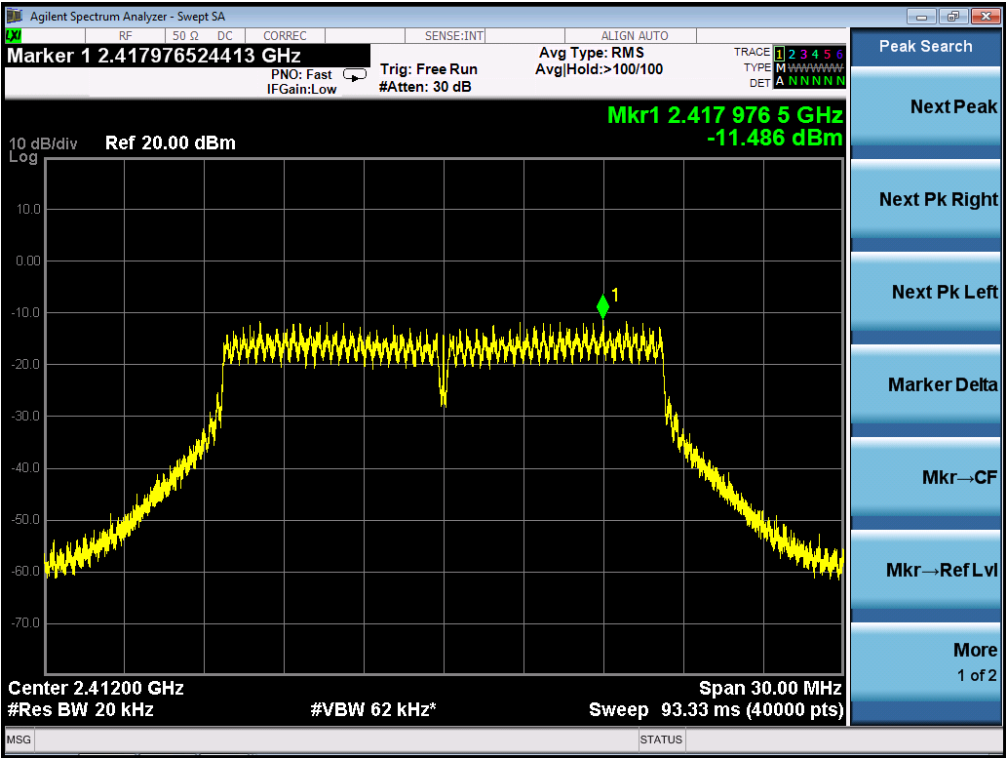 Agilent Spectrum Analyzer - Swept SA
LXI RF 50 Ω DC CORREC SENSE:INT ALIGN AUTO
Marker 1 2.417976524413 GHz
PNO: Fast
IFGain:Low
Trig: Free Run
#Atten: 30 dB
Avg Type: RMS
Avg|Hold:>100/100
TRACE 1 2 3 4 5 6
TYPE M WWWWW
DET A N N N N N
Mkr1 2.417 976 5 GHz
-11.486 dBm
10 dB/div Ref 20.00 dBm
Log
10.0
0.00
-10.0
-20.0
-30.0
-40.0
-50.0
-60.0
-70.0
1
Center 2.41200 GHz Span 30.00 MHz
#Res BW 20 kHz #VBW 62 kHz* Sweep 93.33 ms (40000 pts)
MSG STATUS
Peak Search
Next Peak
Next Pk Right
Next Pk Left
Marker Delta
Mkr→CF
Mkr→Ref Lvl
More
1 of 2